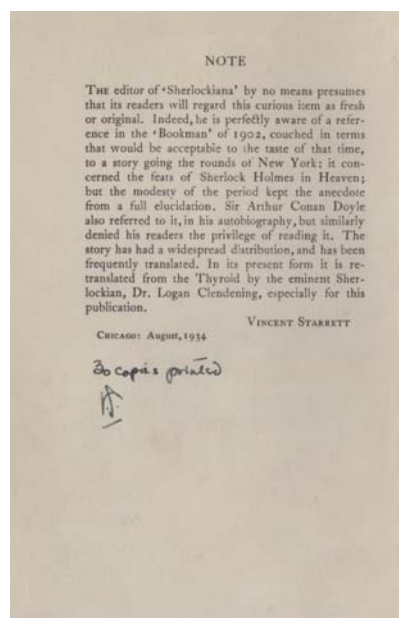 NOTE
THE editor of 'Sherlockiana' by no means presumes
that its readers will regard this curious item as fresh
or original. Indeed, he is perfectly aware of a refer-
ence in the 'Bookman' of 1902, couched in terms
that would be acceptable to the taste of that time,
to a story going the rounds of New York: it con-
cerned the feats of Sherlock Holmes in Heaven;
but the modesty of the period kept the anecdote
from a full elucidation. Sir Arthur Conan Doyle
also referred to it, in his autobiography, but similarly
denied his readers the privilege of reading it. The
story has had a widespread distribution, and has been
frequently translated. In its present form it is re-
translated from the Thyroid by the eminent Sher-
lockian, Dr. Logan Clendening, especially for this
publication.
VINCENT STARRETT
CHICAGO: August, 1934
30 copies printed